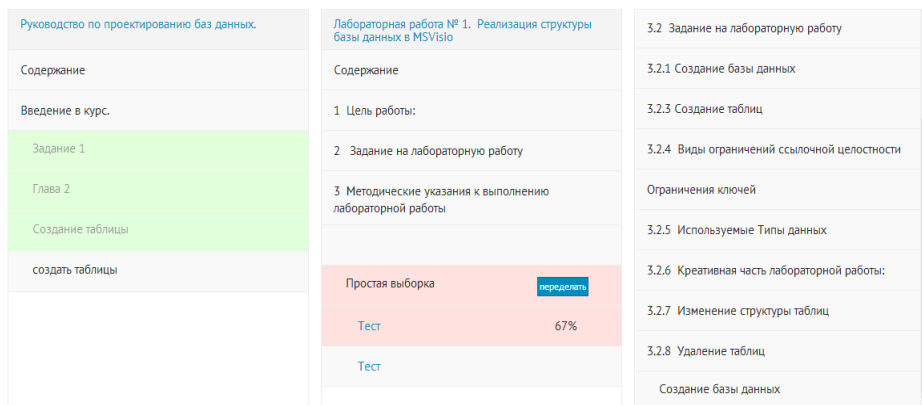 Руководство по проектированию баз данных.
Содержание
Введение в курс.
Задание 1
Глава 2
Создание таблицы
создать таблицы
Лабораторная работа № 1.  Реализация структуры
базы данных в MSVisio
Содержание
1  Цель работы:
2   Задание на лабораторную работу
3  Методические указания к выполнению
лабораторной работы
Простая выборка
переделать
Тест 67%
Тест
3.2  Задание на лабораторную работу
3.2.1 Создание базы данных
3.2.3 Создание таблиц
3.2.4  Виды ограничений ссылочной целостности
Ограничения ключей
3.2.5  Используемые Типы данных
3.2.6  Креативная часть лабораторной работы:
3.2.7  Изменение структуры таблиц
3.2.8  Удаление таблиц
Создание базы данных